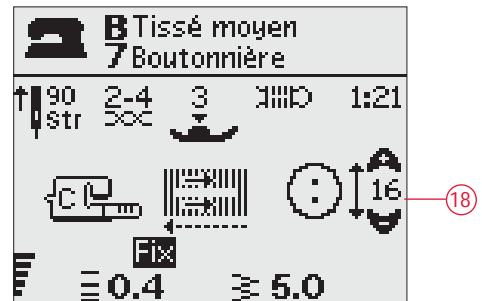 B Tissé moyen
7 Boutonnière
90 2-4 3 1:21
str
C 16 18
Fix
0.4 5.0